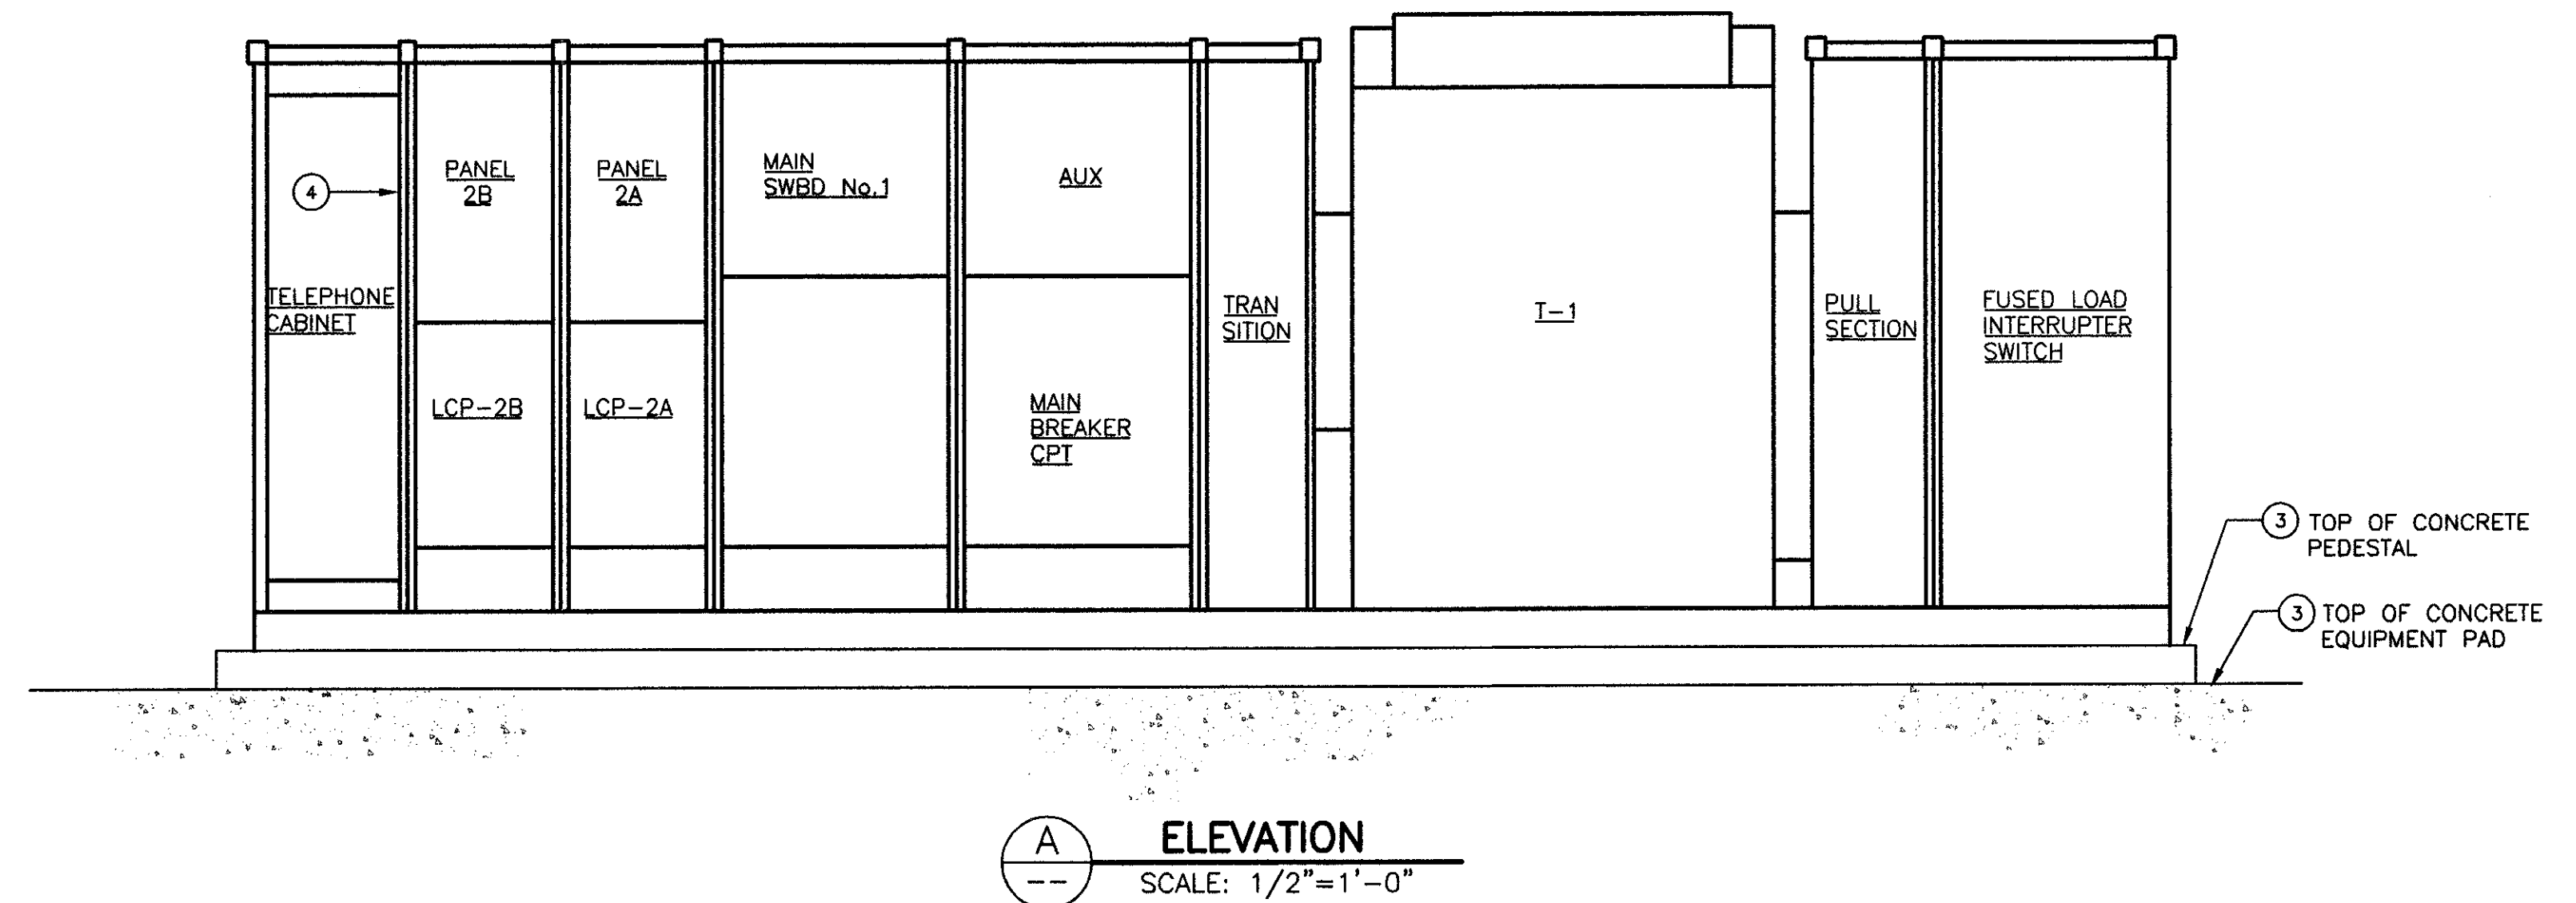 4
TELEPHONE
CABINET
PANEL
2B
LCP-2B
PANEL
2A
LCP-2A
MAIN
SWBD No.1
AUX
MAIN
BREAKER
CPT
TRAN
SITION
T-1
PULL
SECTION
FUSED LOAD
INTERRUPTER
SWITCH
3 TOP OF CONCRETE
PEDESTAL
3 TOP OF CONCRETE
EQUIPMENT PAD
A
--
ELEVATION
SCALE: 1/2"=1'-0"